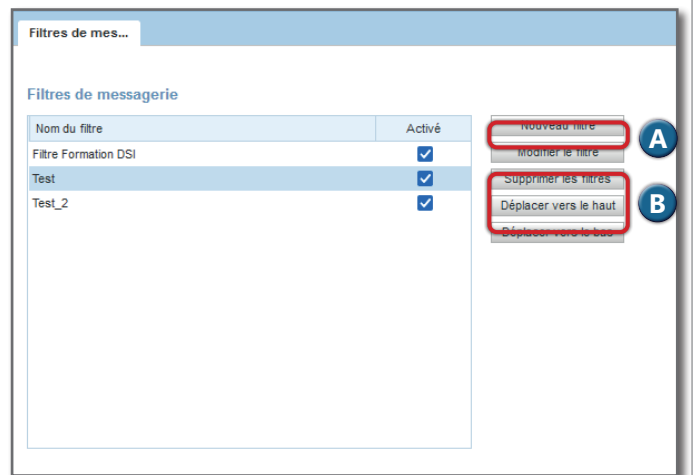 Filtres de mes...
Filtres de messagerie
Nom du filtre Activé
Filtre Formation DSI
Test
Test_2
Nouveau filtre
Modifier le filtre
Supprimer les filtres
Déplacer vers le haut
Déplacer vers le bas
A
B